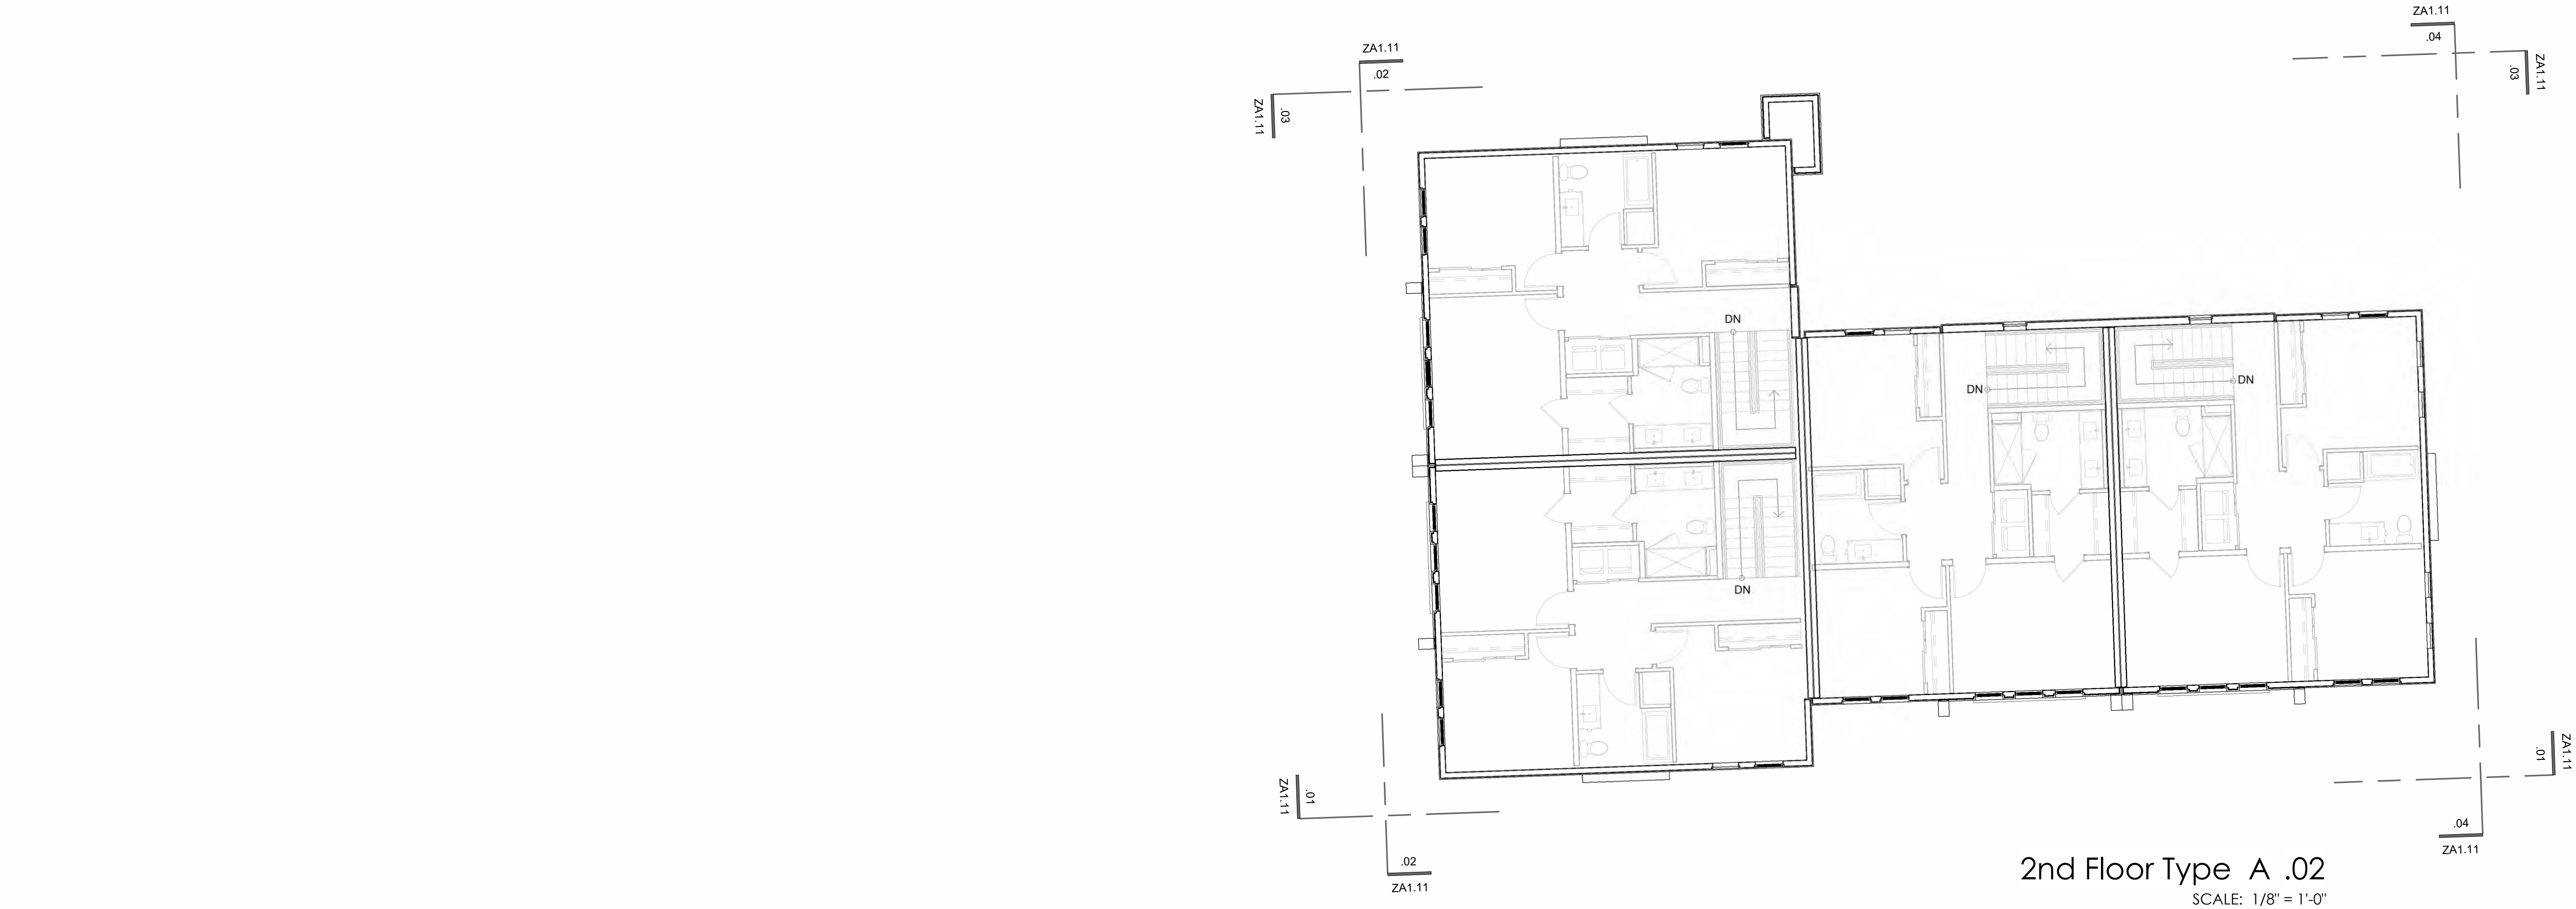 ZA1.11
.04
ZA1.11
.02
ZA1.11
.03
ZA1.11
.03
DN
DN
DN
DN
ZA1.11
.01
ZA1.11
.01
.04
ZA1.11
.02
ZA1.11
2nd Floor Type A .02
SCALE: 1/8" = 1'-0"